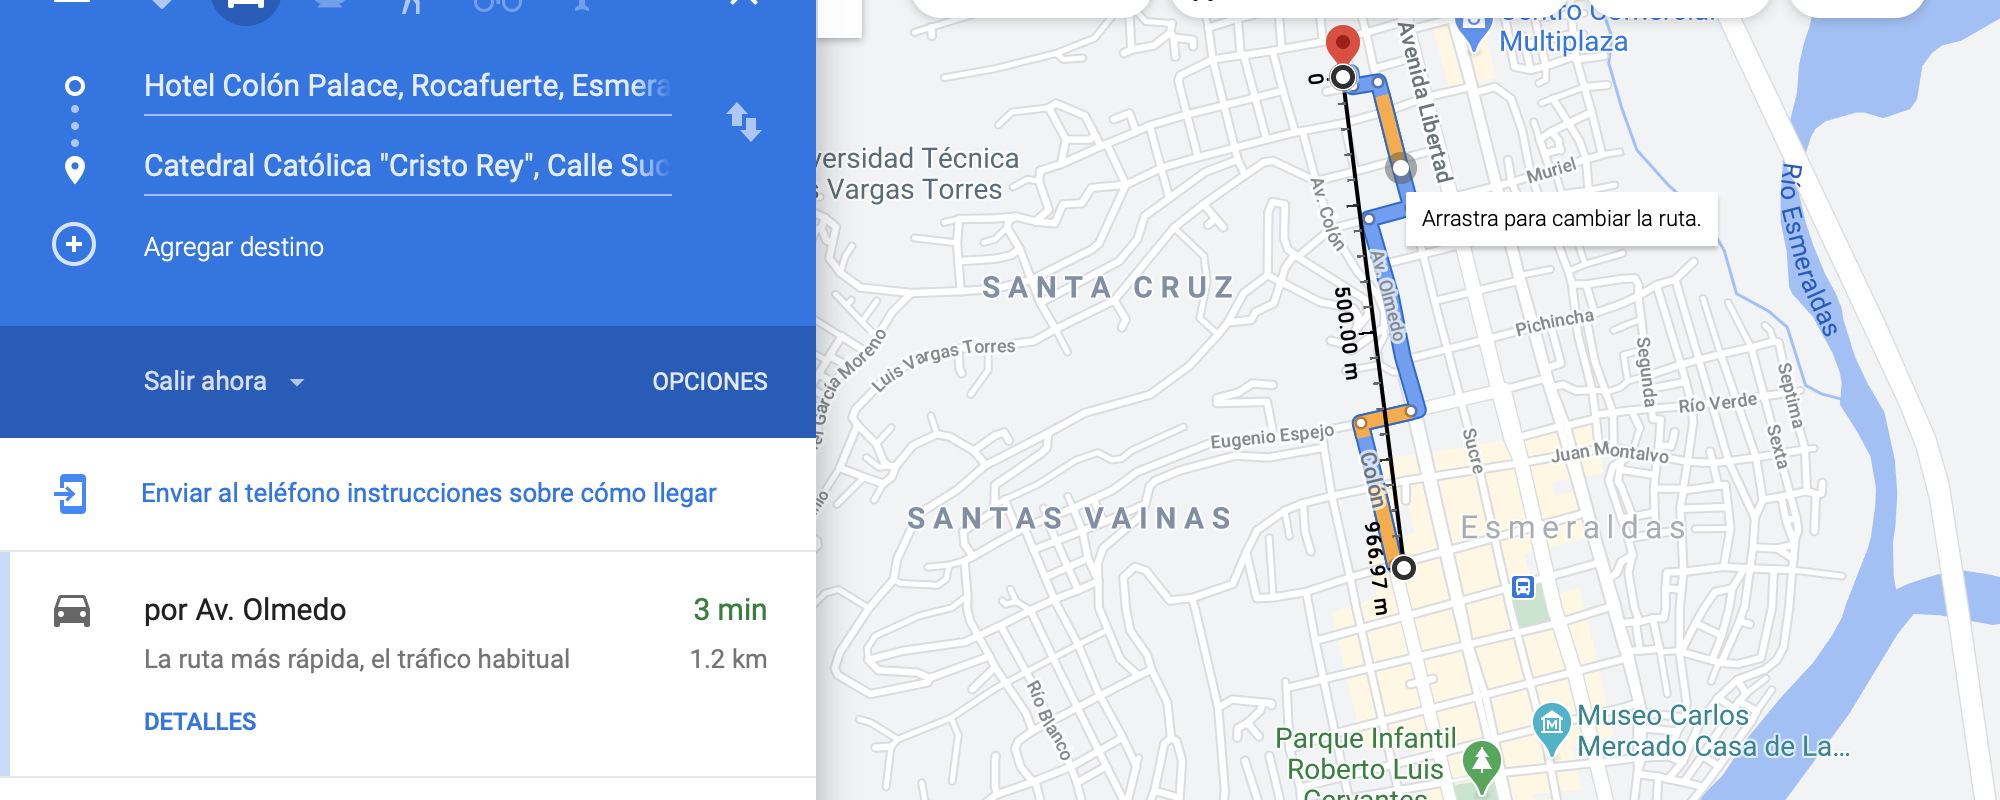 Hotel Colón Palace, Rocafuerte, Esmera
Catedral Católica "Cristo Rey", Calle Suc
Agregar destino
Salir ahora
OPCIONES
Enviar al teléfono instrucciones sobre cómo llegar
por Av. Olmedo
3 min
La ruta más rápida, el tráfico habitual
1.2 km
DETALLES
Centro Comercial
Multiplaza
Avenida Libertad
0
versidad Técnica
s Vargas Torres
Muriel
Av. Colón
Arrastra para cambiar la ruta.
Río Esmeraldas
SANTA CRUZ
Av. Olmedo
500.00 m
Pichincha
Luis Vargas Torres
García Moreno
Segunda
Septima
Río Verde
Eugenio Espejo
Sucre
Juan Montalvo
Sexta
Colón
SANTAS VAINAS
Esmeraldas
966.97 m
Río Blanco
Museo Carlos
Mercado Casa de La...
Parque Infantil
Roberto Luis
Cervantes